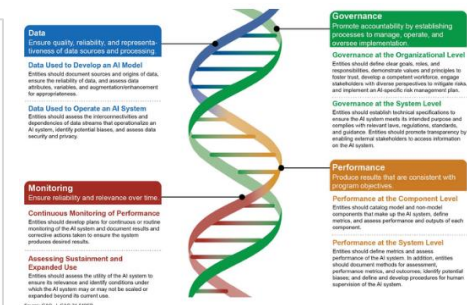 Data
Ensure quality, reliability, and representa-
tiveness of data sources and processing.
Data Used to Develop an AI Model
Entities should document sources and origins of data,
ensure the reliability of data, and assess data
attributes, variables, and augmentation/enhancement
for appropriateness.
Data Used to Operate an AI System
Entities should assess the interconnectivities and
dependencies of data streams that operationalize an
AI system, identify potential biases, and assess data
security and privacy.
Monitoring
Ensure reliability and relevance over time.
Continuous Monitoring of Performance
Entities should develop plans for continuous or routine
monitoring of the AI system and document results and
corrective actions taken to ensure the system
produces desired results.
Assessing Sustainment and
Expanded Use
Entities should assess the utility of the AI system to
ensure its relevance and identify conditions under
which the AI system may or may not be scaled or
expanded beyond its current use.
Governance
Promote accountability by establishing
processes to manage, operate, and
oversee implementation.
Governance at the Organizational Level
Entities should define clear goals, roles, and
responsibilities, demonstrate values and principles to
foster trust, develop a competent workforce, engage
stakeholders with diverse perspectives to mitigate risks,
and implement an AI-specific risk management plan.
Governance at the System Level
Entities should establish technical specifications to
ensure the AI system meets its intended purpose and
complies with relevant laws, regulations, standards,
and guidance. Entities should promote transparency by
enabling external stakeholders to access information
on the AI system.
Performance
Produce results that are consistent with
program objectives.
Performance at the Component Level
Entities should catalog model and non-model
components that make up the AI system, define
metrics, and assess performance and outputs of each
component.
Performance at the System Level
Entities should define metrics and assess
performance of the AI system. In addition, entities
should document methods for assessment,
performance metrics, and outcomes; identify potential
biases; and define and develop procedures for human
supervision of the AI system.